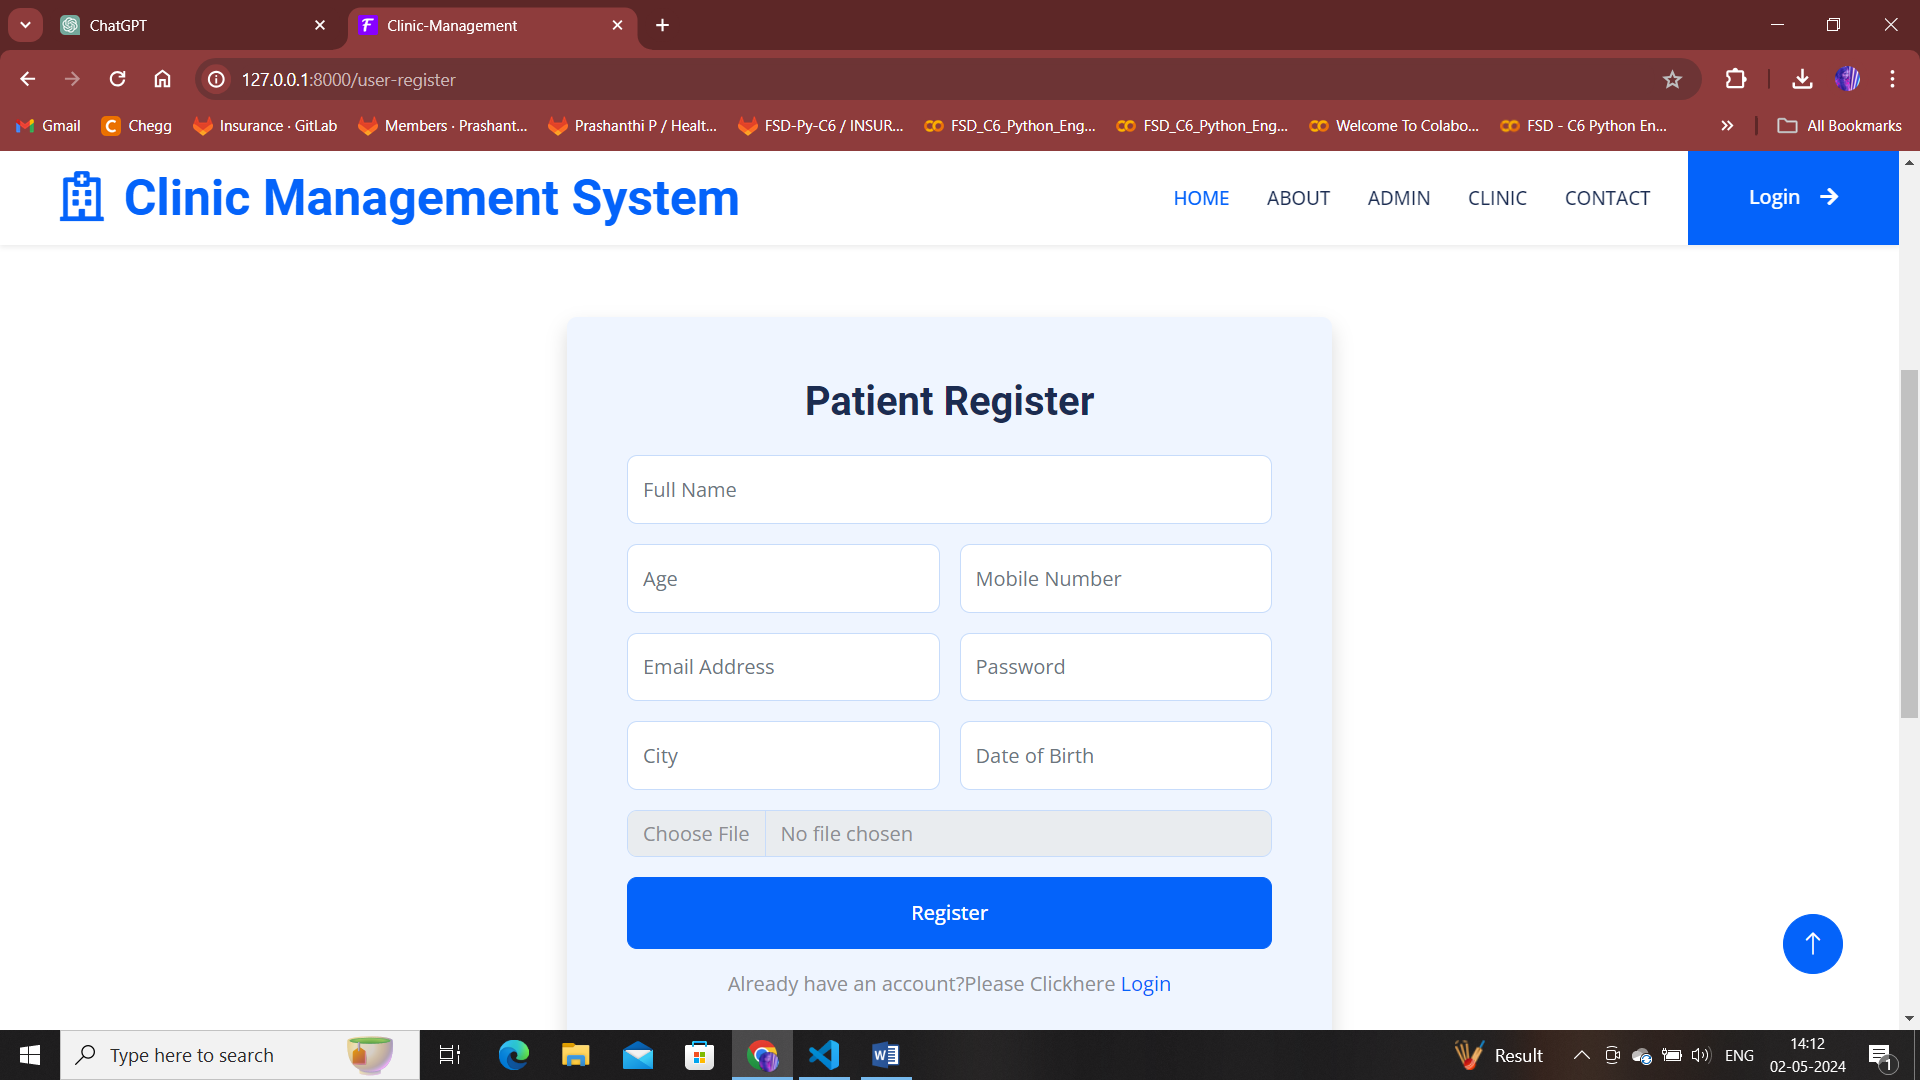 ChatGPT
Clinic-Management
127.0.0.1:8000/user-register
Gmail
Chegg
Insurance · GitLab
Members · Prashant...
Prashanthi P / Healt...
FSD-Py-C6 / INSUR...
FSD_C6_Python_Eng...
FSD_C6_Python_Eng...
Welcome To Colabo...
FSD - C6 Python En...
All Bookmarks
Clinic Management System
HOME
ABOUT
ADMIN
CLINIC
CONTACT
Login
Patient Register
Full Name
Age
Mobile Number
Email Address
Password
City
Date of Birth
Choose File
No file chosen
Register
Already have an account?Please Clickhere Login
Type here to search
Result
ENG
14:12
02-05-2024
1